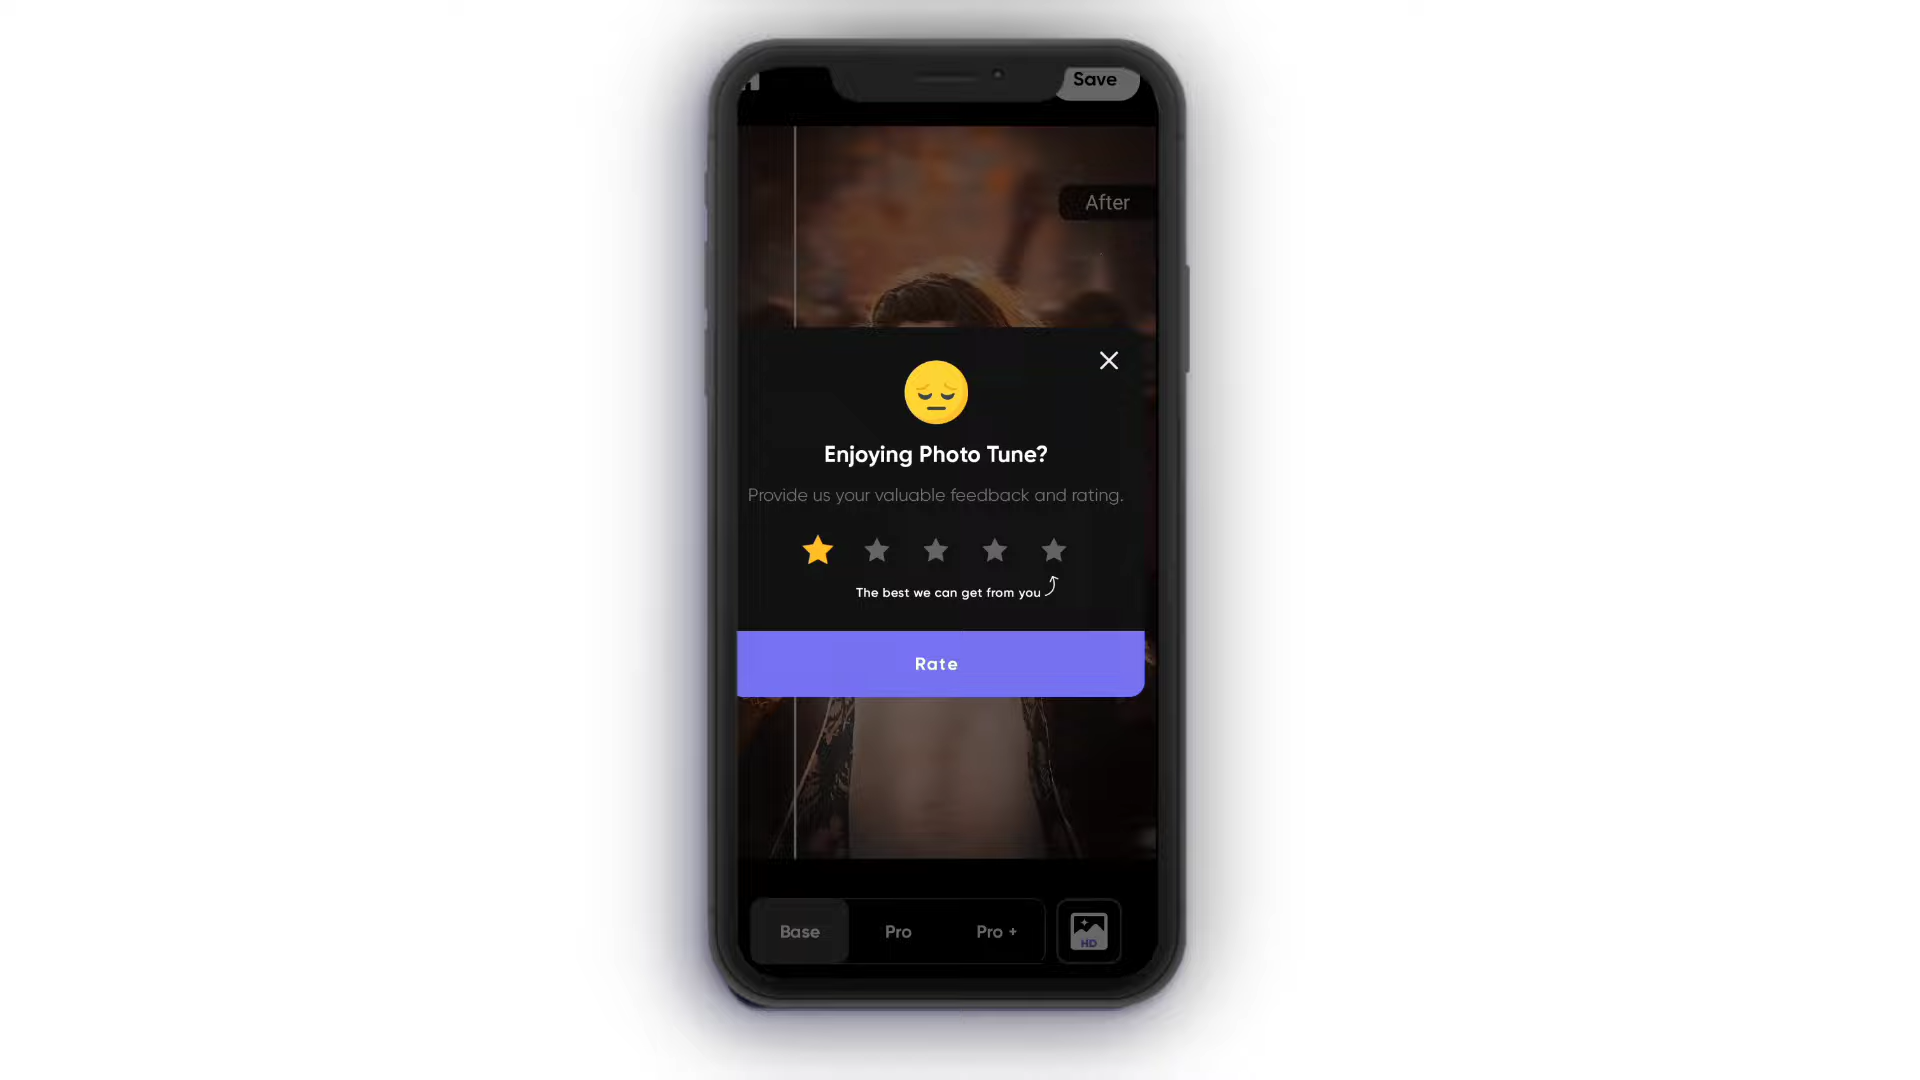 Save
After
Enjoying Photo Tune?
Provide us your valuable feedback and rating.
The best we can get from you
Rate
Base
Pro
Pro +
HD